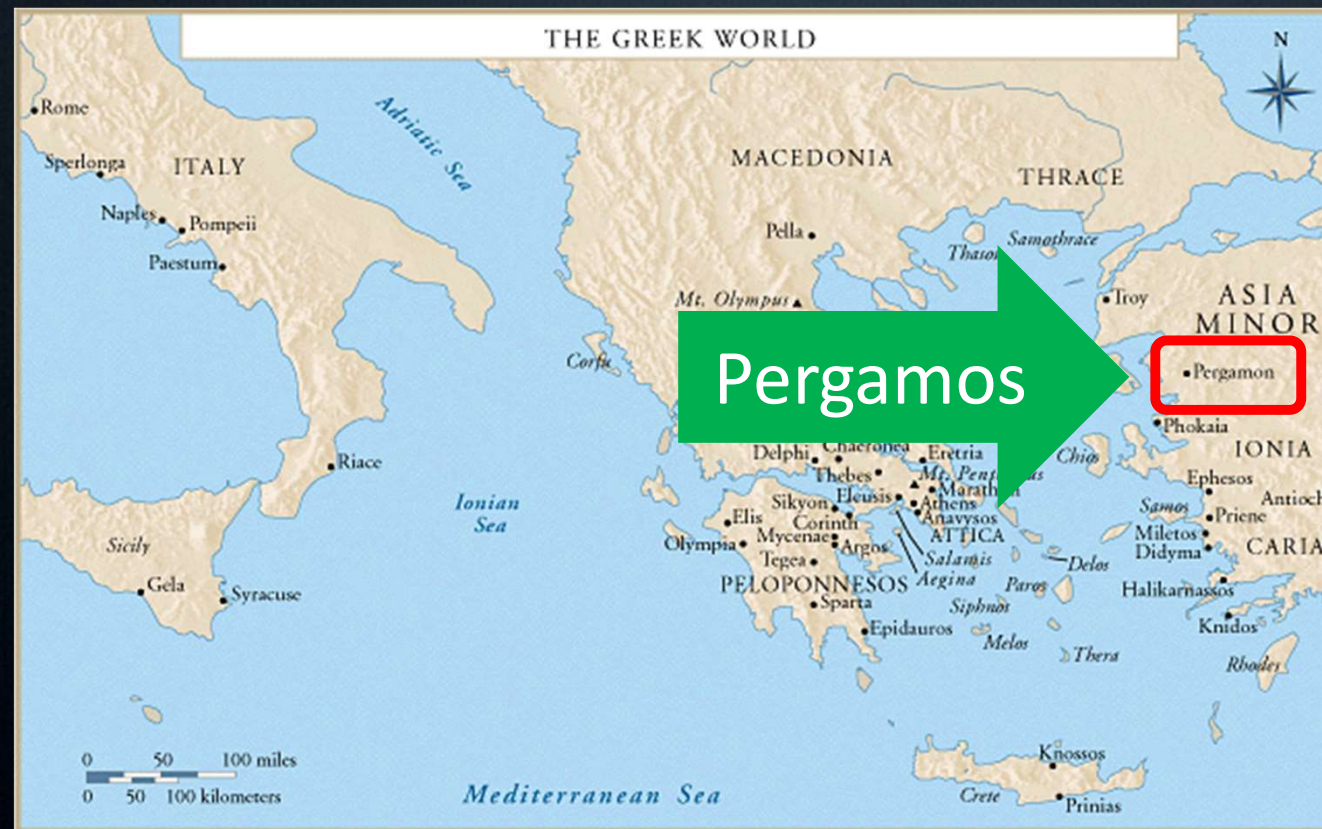 THE GREEK WORLD
N
Rome
Adriatic Sea
Sperlonga
ITALY
MACEDONIA
THRACE
Naples
Pompeii
Pella
Samothrace
Paestum
Mt. Olympus
Troy
ASIA
MINOR
Corfu
Pergamos
Pergamon
Phokaia
Riace
Delphi
Chaeronea
Eretria
Chios
IONIA
Thebes
Ionian
Sea
Sikyon
Eleusis
Athens
Ephesos
Samos
Elis
Corinth
Anavysos
Priene
Olympia
Mycenae
Argos
ATTICA
Miletos
Didyma
CARIA
Sicily
Tegea
Salamis
Delos
Gela
Syracuse
PELOPONNESOS
Aegina
Paros
Halikarnassos
Sparta
Siphnos
Epidauros
Melos
Knidos
Thera
Rhodes
0 50 100 miles
0 50 100 kilometers
Mediterranean Sea
Knossos
Crete
Prinias